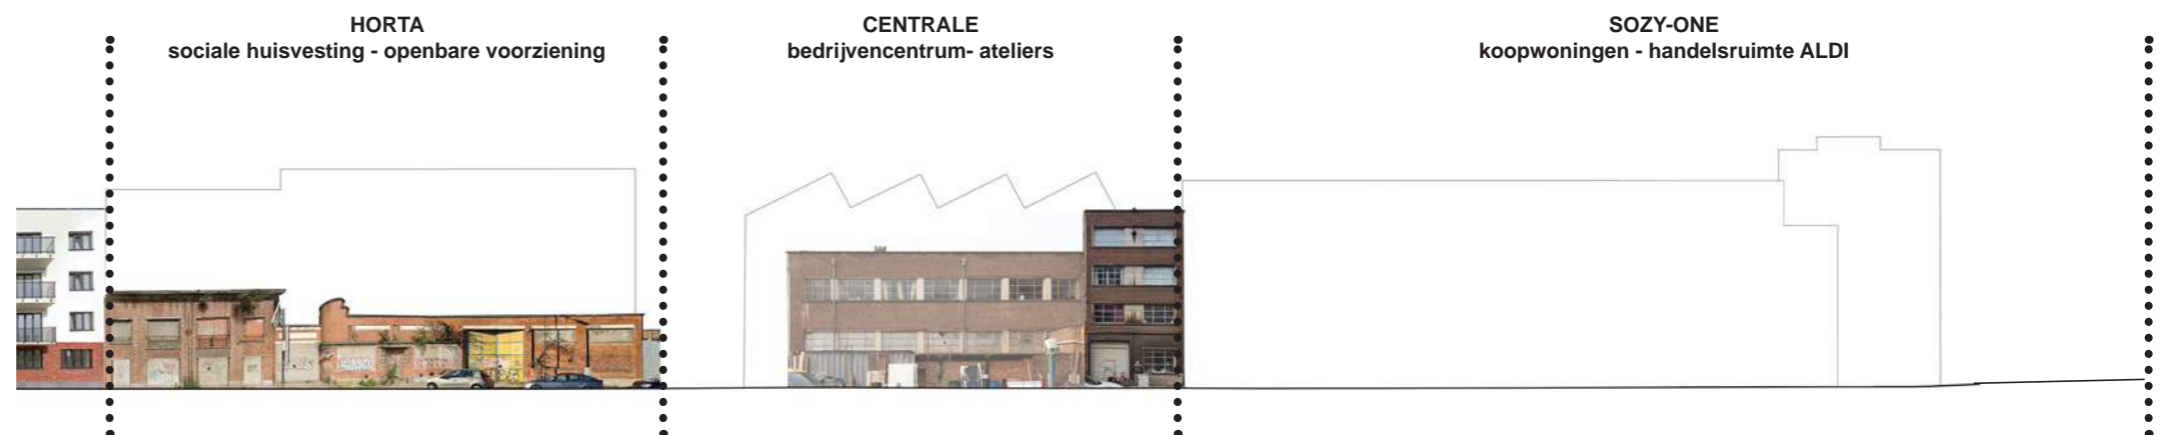 HORTA
sociale huisvesting - openbare voorziening
CENTRALE
bedrijvencentrum- ateliers
SOZY-ONE
koopwoningen - handelsruimte ALDI